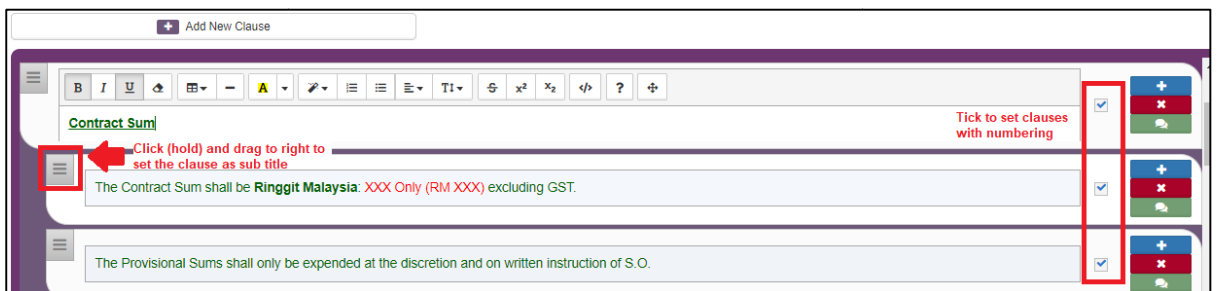 Add New Clause
B I U A T↕ S x² x₂ </> ?
Contract Sum
Tick to set clauses
with numbering
Click (hold) and drag to right to
set the clause as sub title
The Contract Sum shall be Ringgit Malaysia: XXX Only (RM XXX) excluding GST.
The Provisional Sums shall only be expended at the discretion and on written instruction of S.O.